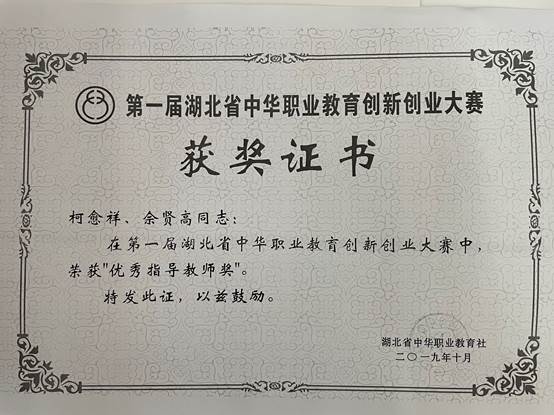 第一届湖北省中华职业教育创新创业大赛
获奖证书
柯愈祥、余贤高同志:
在第一届湖北省中华职业教育创新创业大赛中,
荣获"优秀指导教师奖"。
特发此证,以兹鼓励。
湖北省中华职业教育社
二〇一九年十月